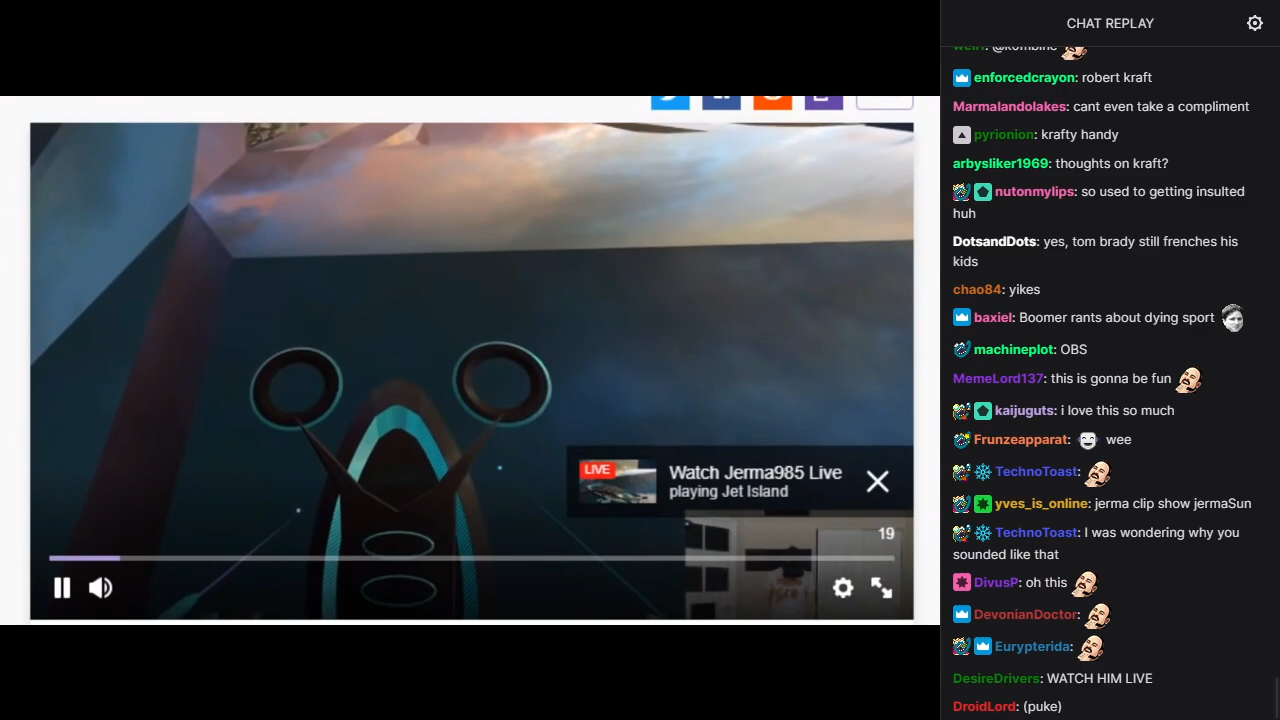 CHAT REPLAY
weirf: @kombine
enforcedcrayon: robert kraft
Marmalandolakes: cant even take a compliment
pyrionion: krafty handy
arbysliker1969: thoughts on kraft?
nutonmylips: so used to getting insulted
huh
DotsandDots: yes, tom brady still frenches his
kids
chao84: yikes
baxiel: Boomer rants about dying sport
machineplot: OBS
MemeLord137: this is gonna be fun
kaijuguts: i love this so much
Frunzeapparat: wee
TechnoToast:
yves_is_online: jerma clip show jermaSun
TechnoToast: I was wondering why you
sounded like that
DivusP: oh this
DevonianDoctor:
Eurypterida:
DesireDrivers: WATCH HIM LIVE
DroidLord: (puke)
LIVE
Watch Jerma985 Live
playing Jet Island
19